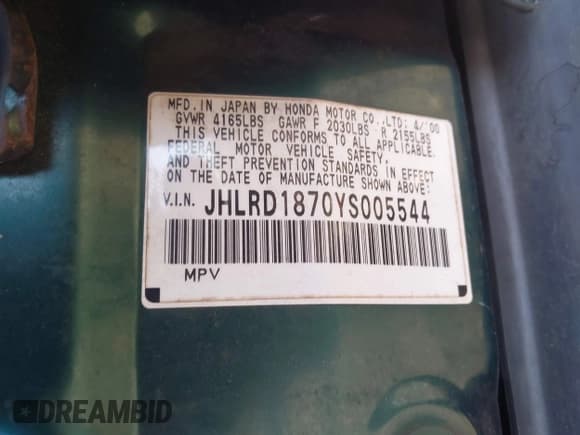 MFD. IN JAPAN BY HONDA MOTOR CO.,LTD: 4/00
GVWR 4165LBS GAWR F 2030LBS R 2155LBS
THIS VEHICLE CONFORMS TO ALL APPLICABLE
FEDERAL MOTOR VEHICLE SAFETY,
AND THEFT PREVENTION STANDARDS IN EFFECT
ON THE DATE OF MANUFACTURE SHOWN ABOVE:
V.I.N. JHLRD1870YS005544
MPV
DREAMBID